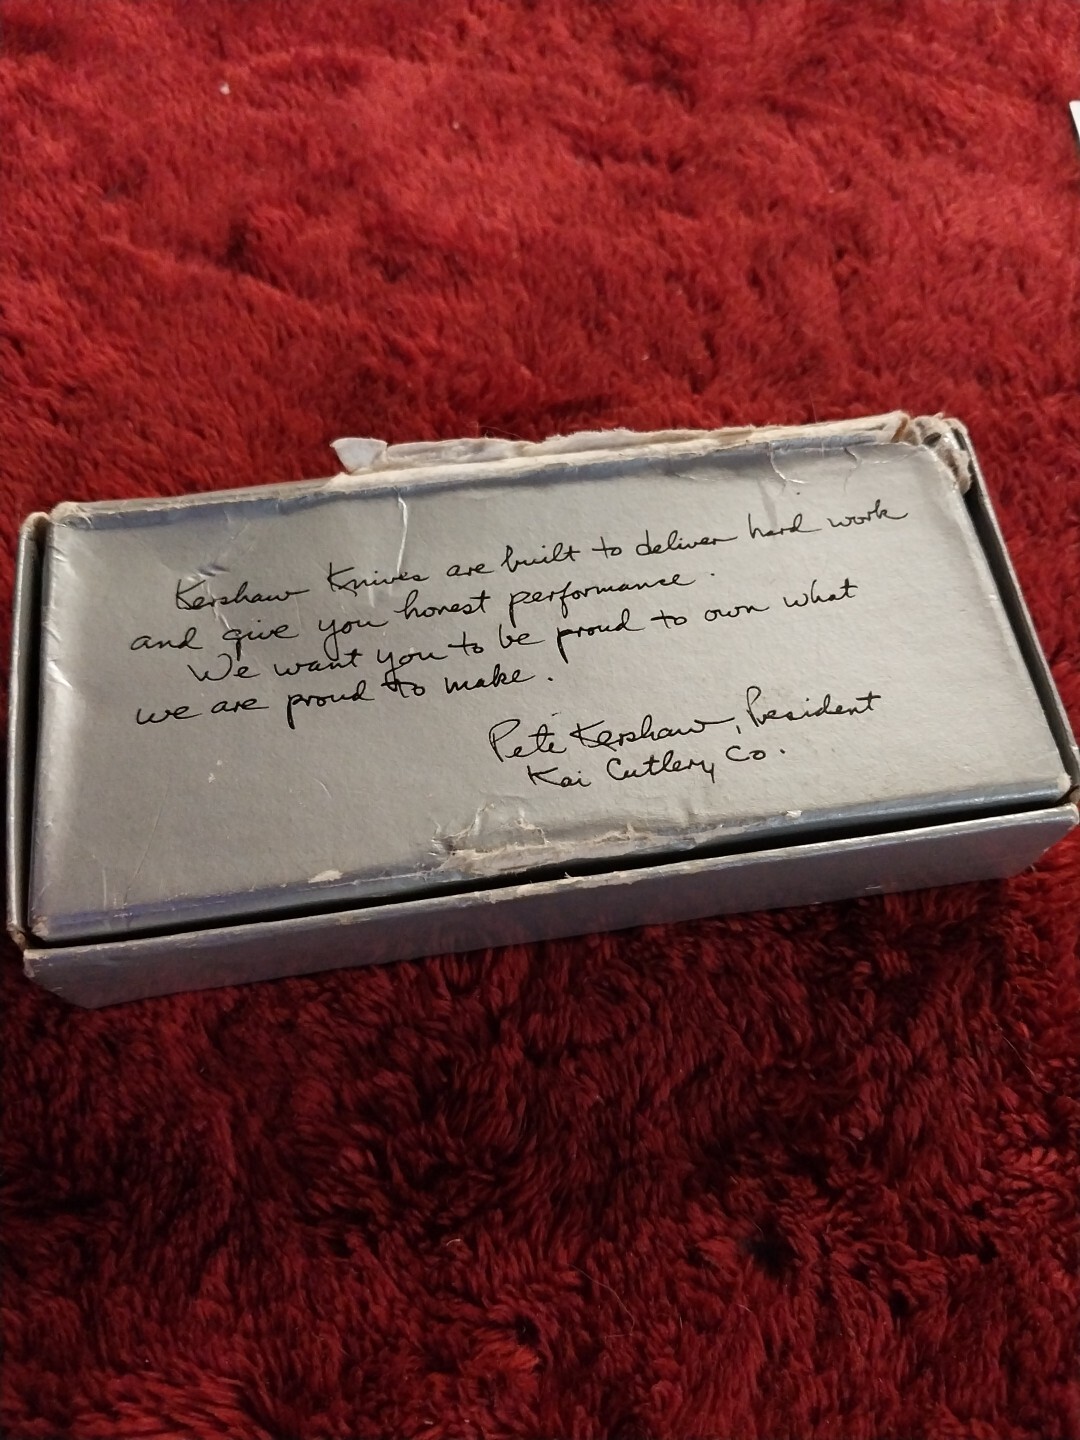 Kershaw Knives are built to deliver hard work
and give you honest performance.
We want you to be proud to own what
we are proud to make.
Pete Kershaw, President
Kai Cutlery Co.